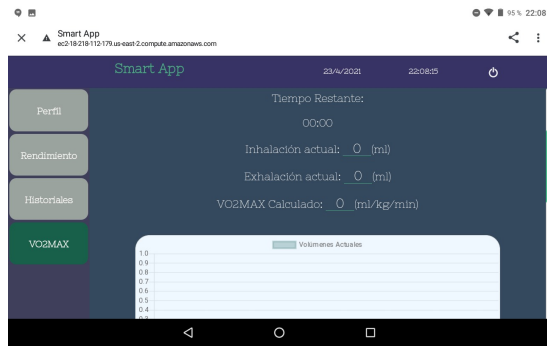 95 % 22:08
Smart App
ec2-18-218-112-179.us-east-2.compute.amazonaws.com
Smart App 23/4/2021 22:08:15
Perfil
Rendimiento
Historiales
VO2MAX
Tiempo Restante:
00:00
Inhalación actual: 0 (ml)
Exhalación actual: 0 (ml)
VO2MAX Calculado: 0 (ml/kg/min)
Volúmenes Actuales
1.0
0.9
0.8
0.7
0.6
0.5
0.4
0.3